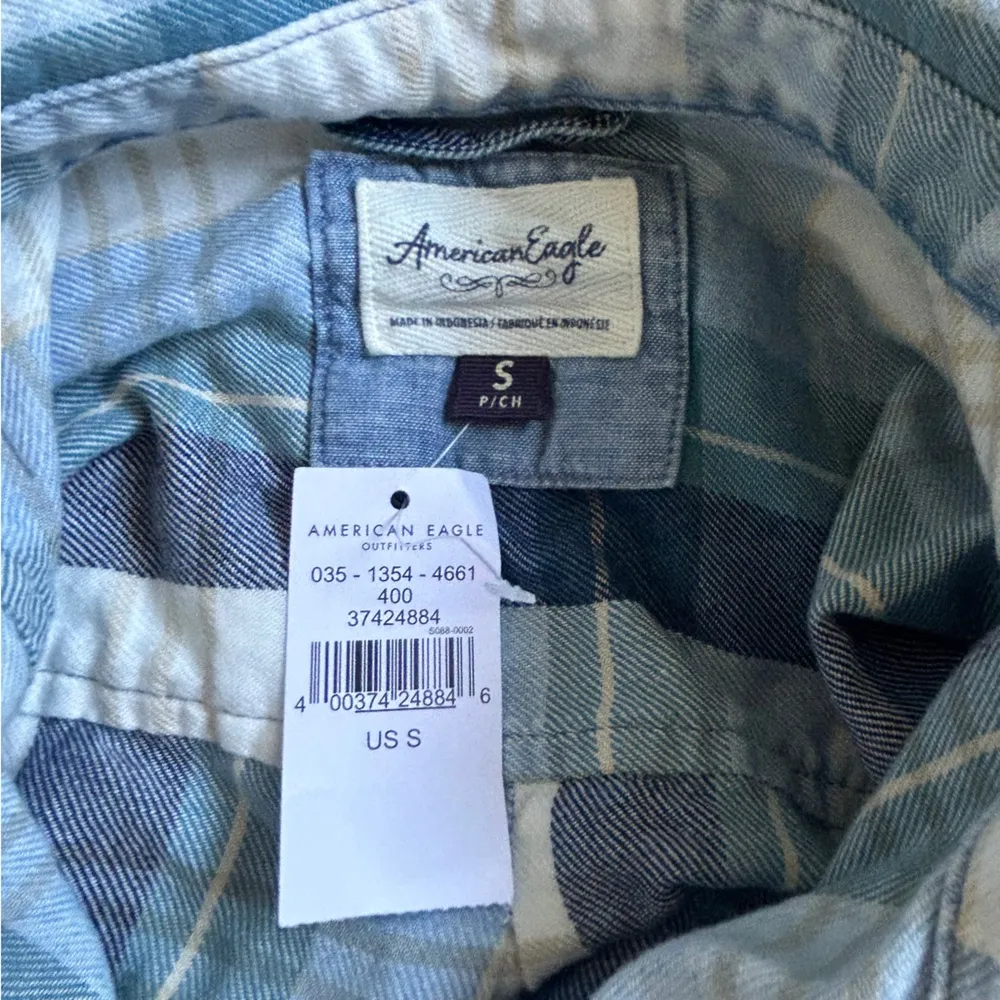 AmericanEagle
MADE IN INDONESIA / FABRIQUÉ EN INDONÉSIE
S
P/CH
AMERICAN EAGLE
OUTFITTERS
035 - 1354 - 4661
400
37424884
S088-0002
4 00374 24884 6
US S